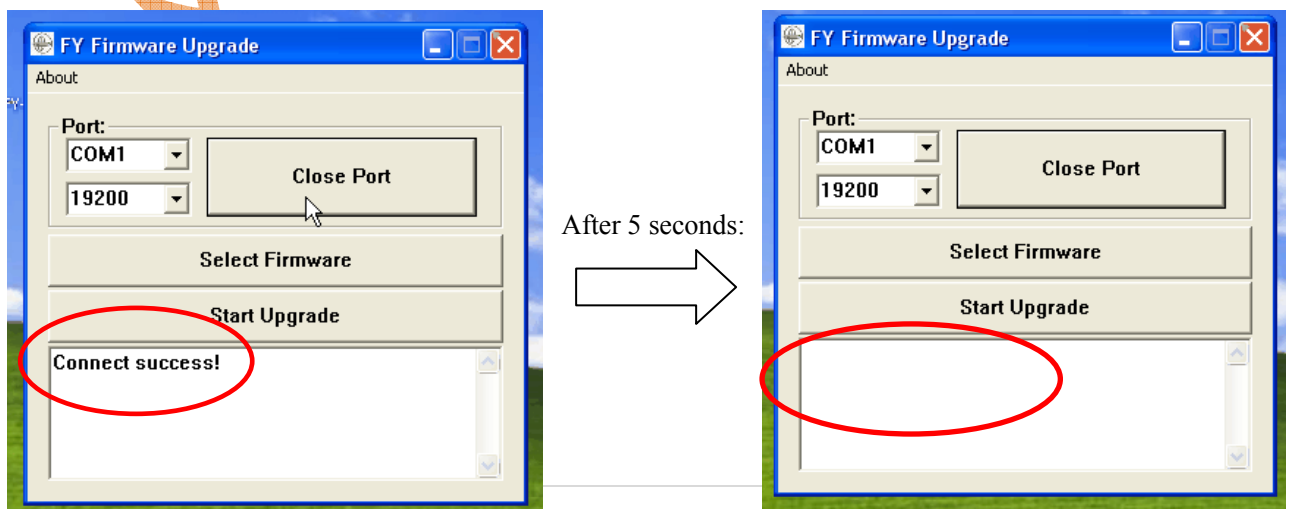 FY Firmware Upgrade
About
Port:
COM1
Close Port
19200
Select Firmware
Start Upgrade
Connect success!
After 5 seconds:
FY Firmware Upgrade
About
Port:
COM1
Close Port
19200
Select Firmware
Start Upgrade